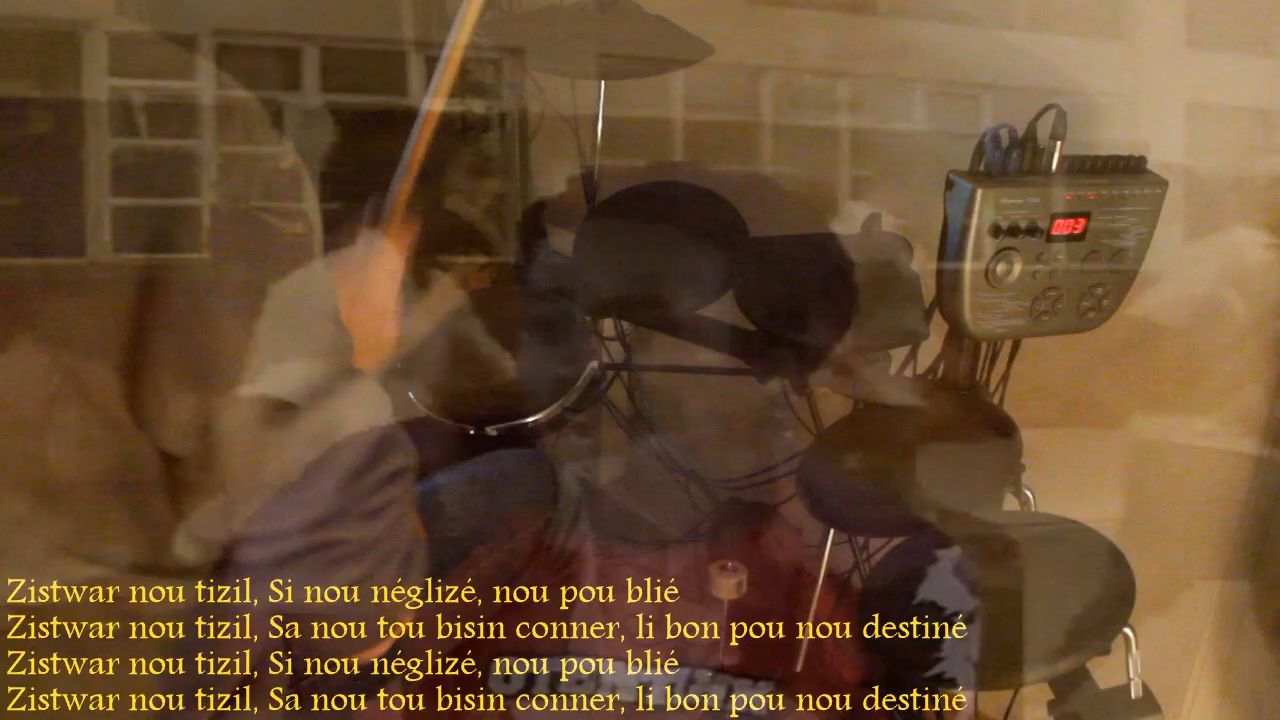 003
Zistwar nou tizil, Si nou néglizé, nou pou blié
Zistwar nou tizil, Sa nou tou bisin conner, li bon pou nou destiné
Zistwar nou tizil, Si nou néglizé, nou pou blié
Zistwar nou tizil, Sa nou tou bisin conner, li bon pou nou destiné